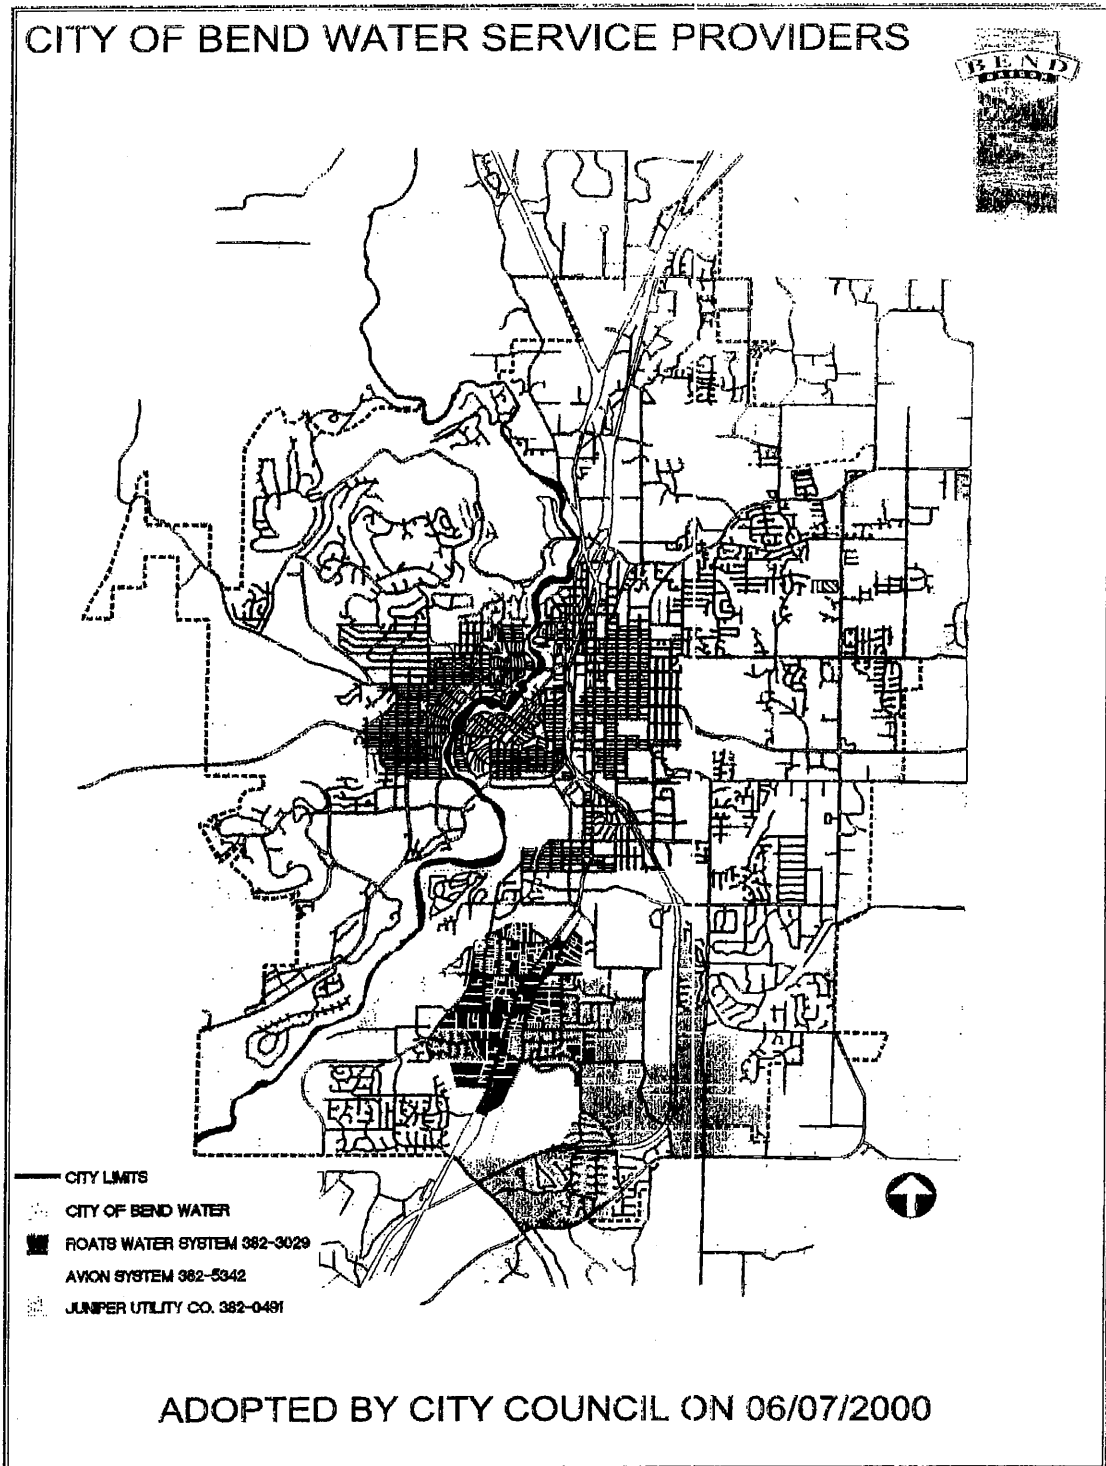 CITY OF BEND WATER SERVICE PROVIDERS
BEND
CITY LIMITS
CITY OF BEND WATER
ROATS WATER SYSTEM 382-3029
AVION SYSTEM 382-5342
JUNIPER UTILITY CO. 382-0491
ADOPTED BY CITY COUNCIL ON 06/07/2000